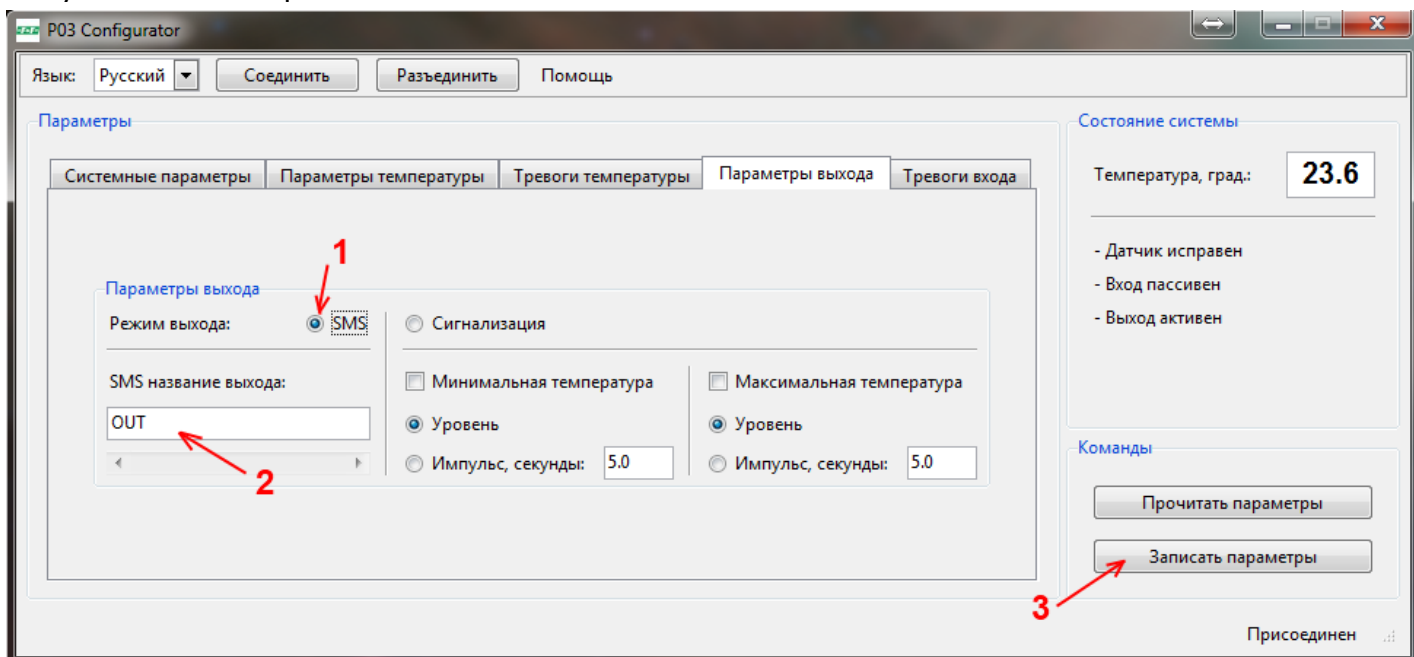 P03 Configurator
Язык: Русский Соединить Разъединить Помощь
Параметры
Системные параметры Параметры температуры Тревоги температуры Параметры выхода Тревоги входа
1
Параметры выхода
Режим выхода: SMS Сигнализация
SMS название выхода: Минимальная температура Максимальная температура
OUT Уровень Уровень
Импульс, секунды: 5.0 Импульс, секунды: 5.0
2
Состояние системы
Температура, град.: 23.6
- Датчик исправен
- Вход пассивен
- Выход активен
Команды
Прочитать параметры
Записать параметры
3
Присоединен